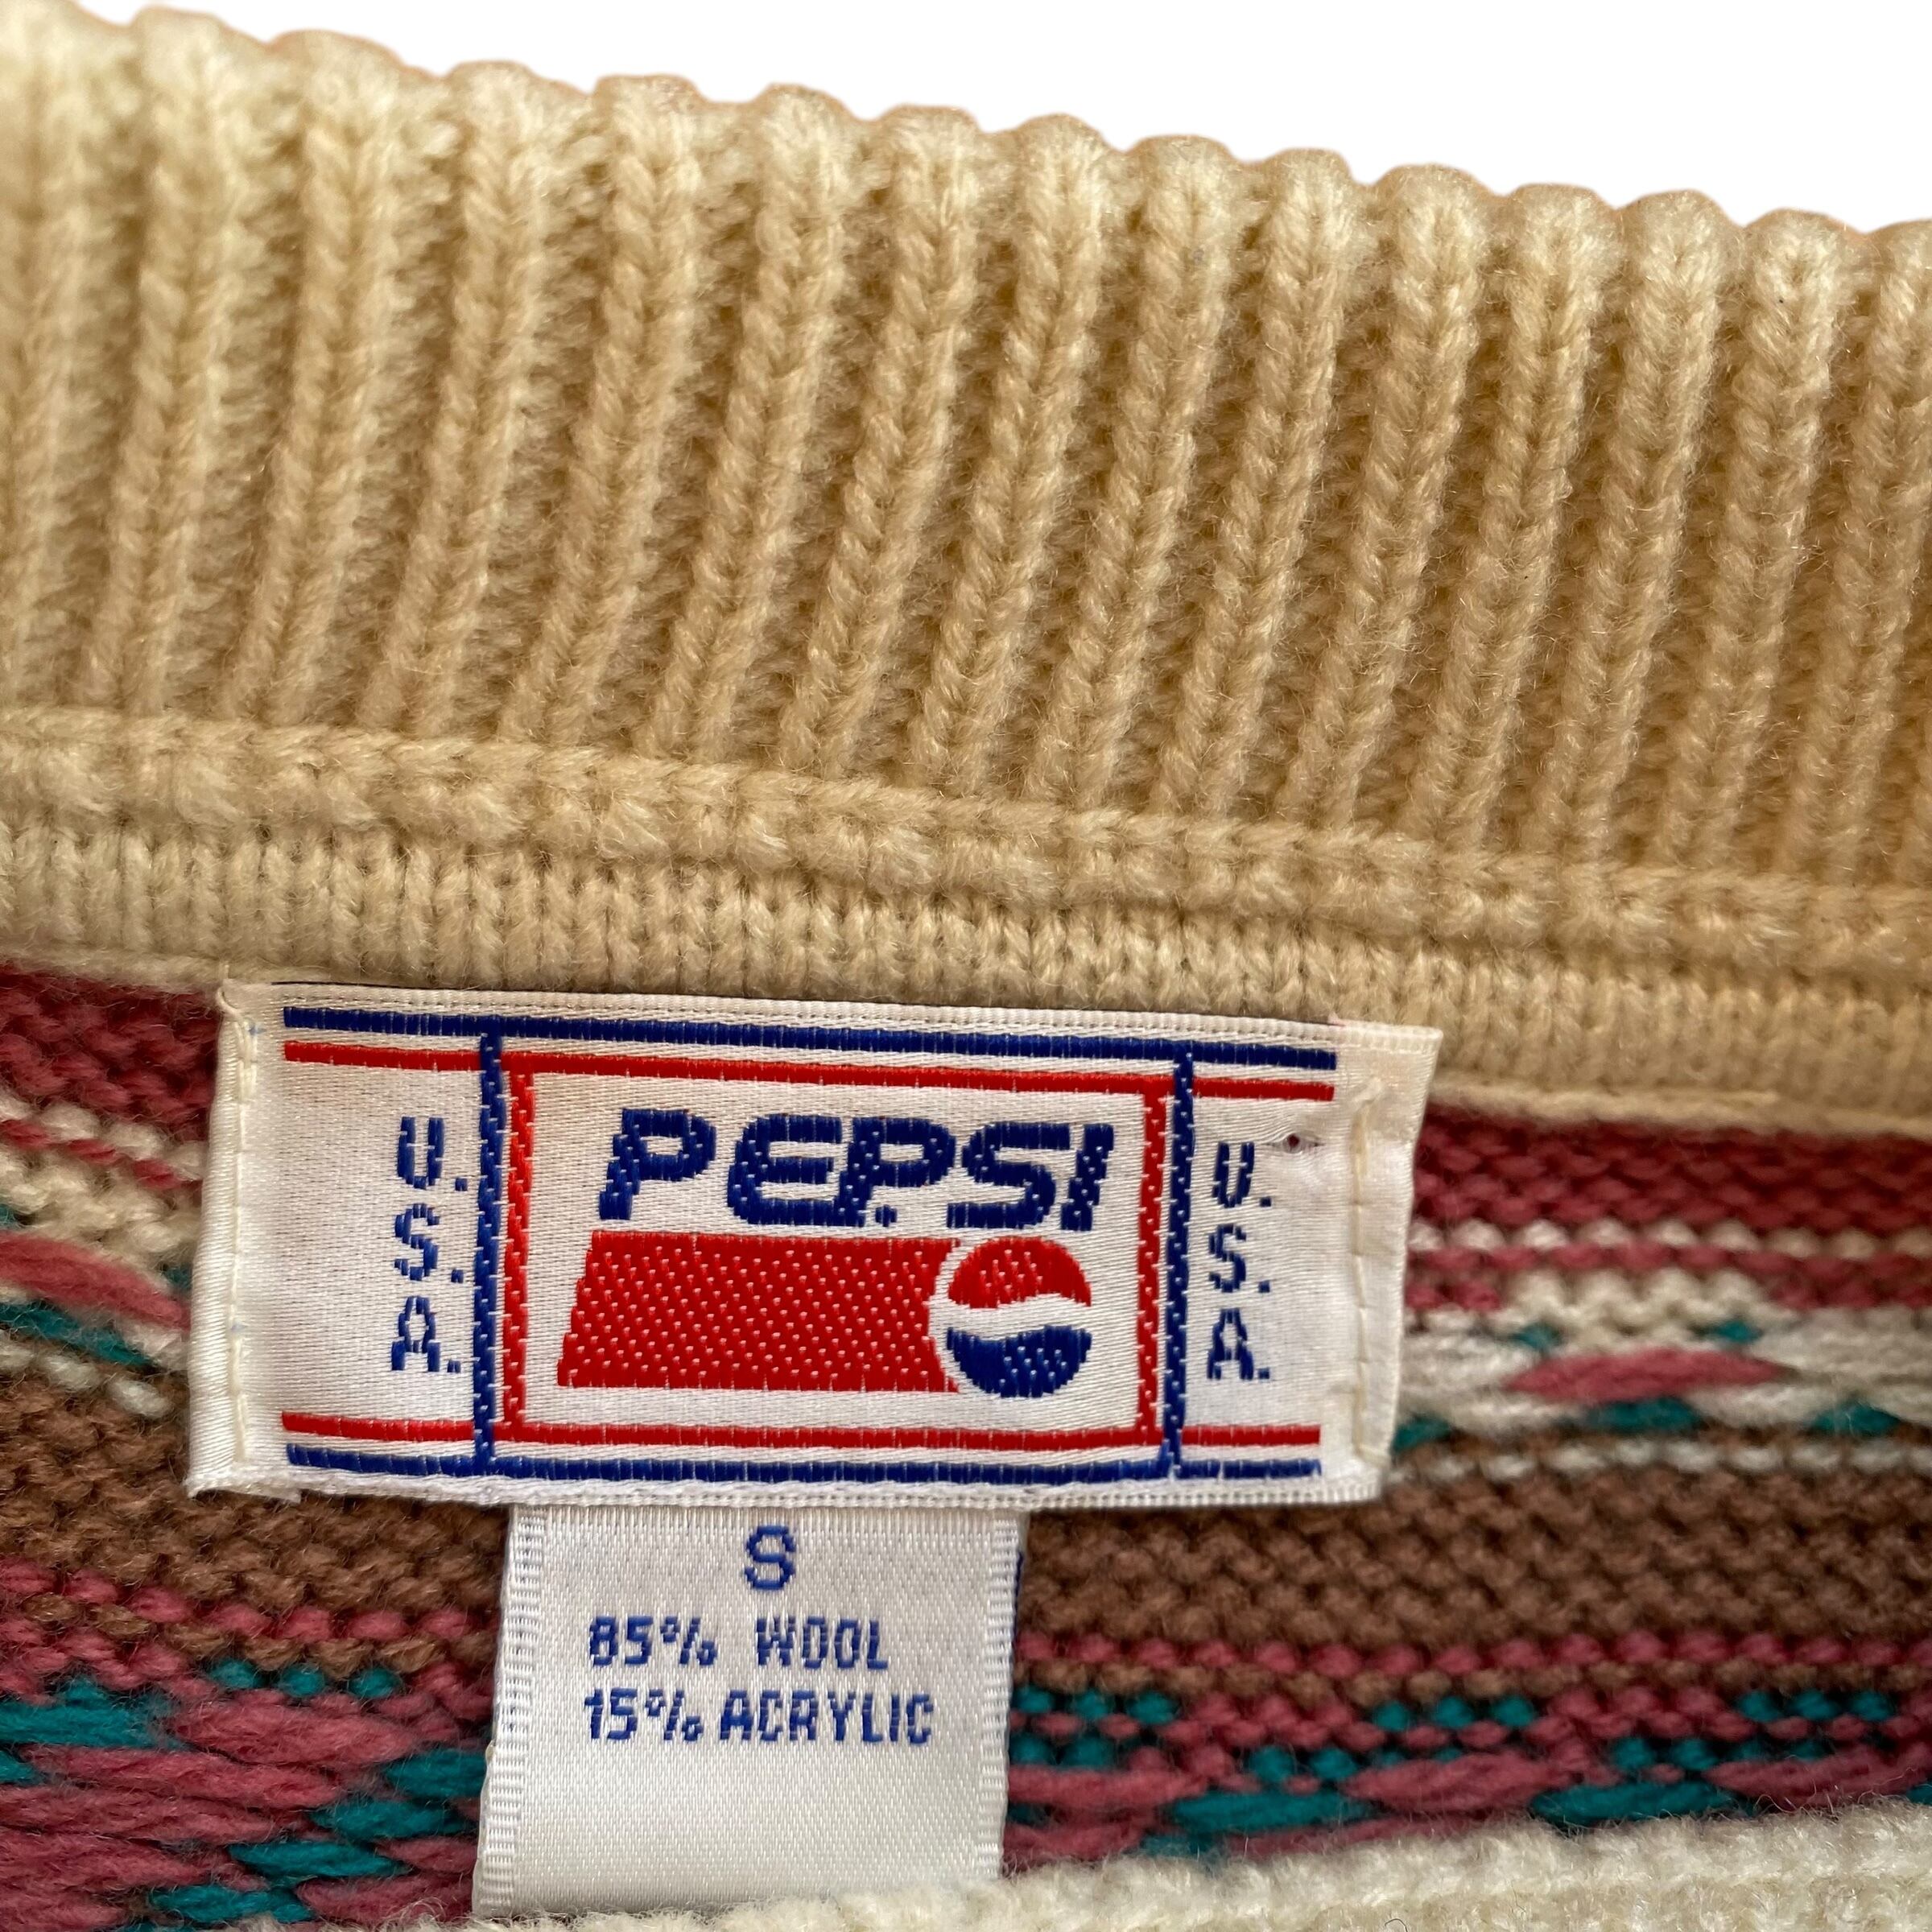 U.S.A.
PEPSI
U.S.A.
S
85% WOOL
15% ACRYLIC